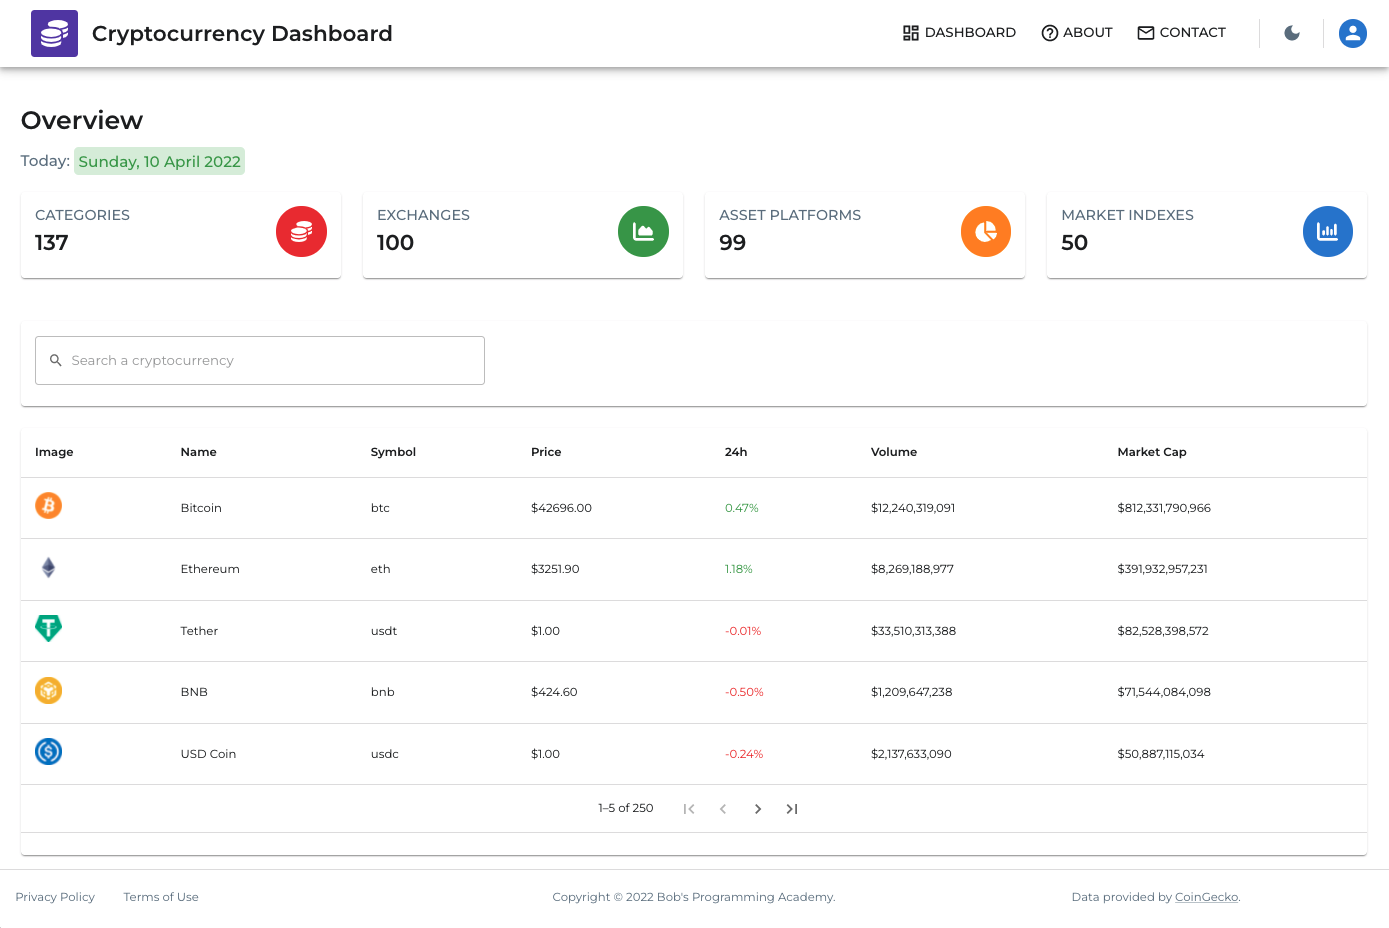 Cryptocurrency Dashboard DASHBOARD ABOUT CONTACT
Overview
Today: Sunday, 10 April 2022
CATEGORIES EXCHANGES ASSET PLATFORMS MARKET INDEXES
137 100 99 50
Search a cryptocurrency
Image Name Symbol Price 24h Volume Market Cap
Bitcoin btc $42696.00 0.47% $12,240,319,091 $812,331,790,966
Ethereum eth $3251.90 1.18% $8,269,188,977 $391,932,957,231
Tether usdt $1.00 -0.01% $33,510,313,388 $82,528,398,572
BNB bnb $424.60 -0.50% $1,209,647,238 $71,544,084,098
USD Coin usdc $1.00 -0.24% $2,137,633,090 $50,887,115,034
1–5 of 250
Privacy Policy Terms of Use Copyright © 2022 Bob's Programming Academy. Data provided by CoinGecko.